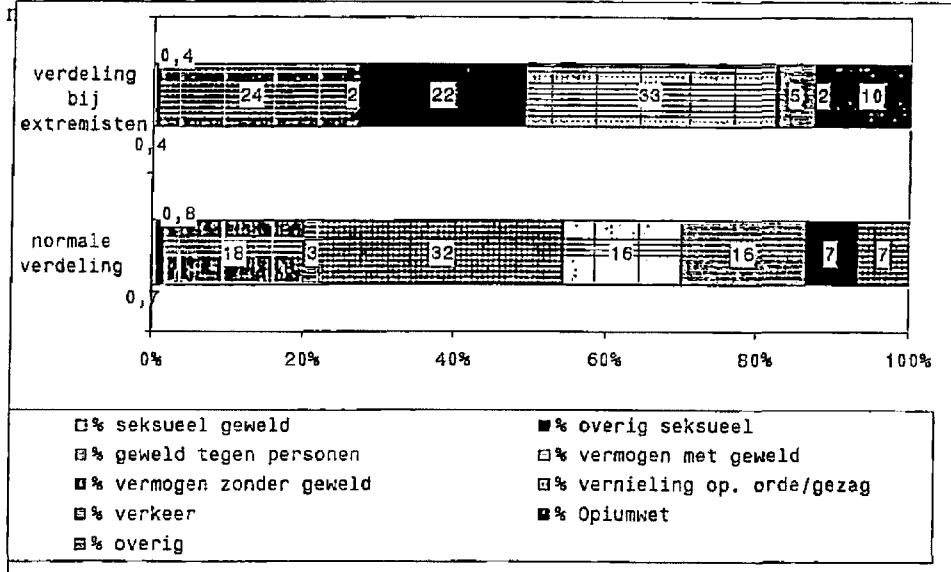 0,4
verdeling bij extremisten
24 2 22 33 5 2 10
0,4
0,8
normale verdeling
18 3 32 16 16 7 7
0,7
0% 20% 40% 60% 80% 100%
% seksueel geweld
% overig seksueel
% geweld tegen personen
% vermogen met geweld
% vermogen zonder geweld
% vernieling op. orde/gezag
% verkeer
% Opiumwet
% overig